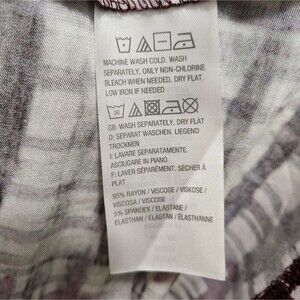 MACHINE WASH COLD. WASH
SEPARATELY. ONLY NON-CHLORINE
BLEACH WHEN NEEDED. DRY FLAT
LOW IRON IF NEEDED
30
GB: WASH SEPARATELY. DRY FLAT
D: SEPARAT WASCHEN. LIEGEND
TROCKNEN
I: LAVARE SEPARATAMENTE.
ASCIUGARE IN PIANO
F: LAVER SÉPARÉMENT. SÉCHER À
PLAT
95% RAYON / VISCOSE / VISKOSE /
VISCOSA / VISCOSE
5% SPANDEX / ELASTANE /
ELASTHAN / ELASTAN / ÉLASTHANNE